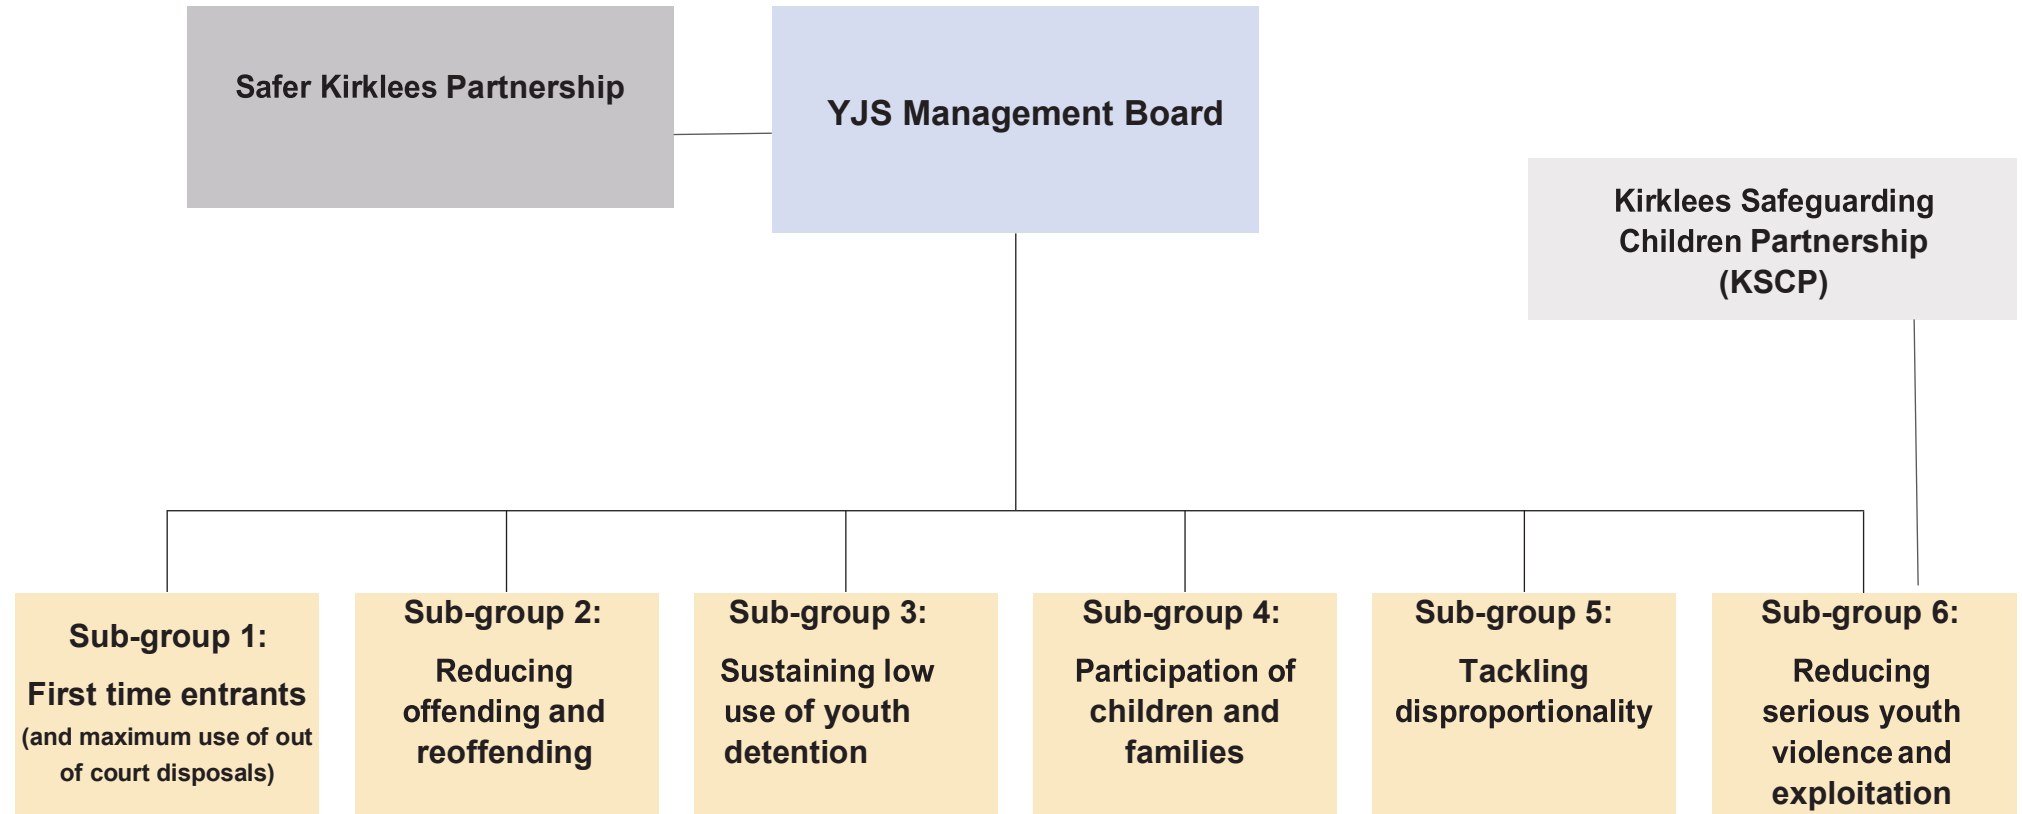 Safer Kirklees Partnership
YJS Management Board
Kirklees Safeguarding
Children Partnership
(KSCP)
Sub-group 1:
First time entrants
(and maximum use of out
of court disposals)
Sub-group 2:
Reducing
offending and
reoffending
Sub-group 3:
Sustaining low
use of youth
detention
Sub-group 4:
Participation of
children and
families
Sub-group 5:
Tackling
disproportionality
Sub-group 6:
Reducing
serious youth
violence and
exploitation